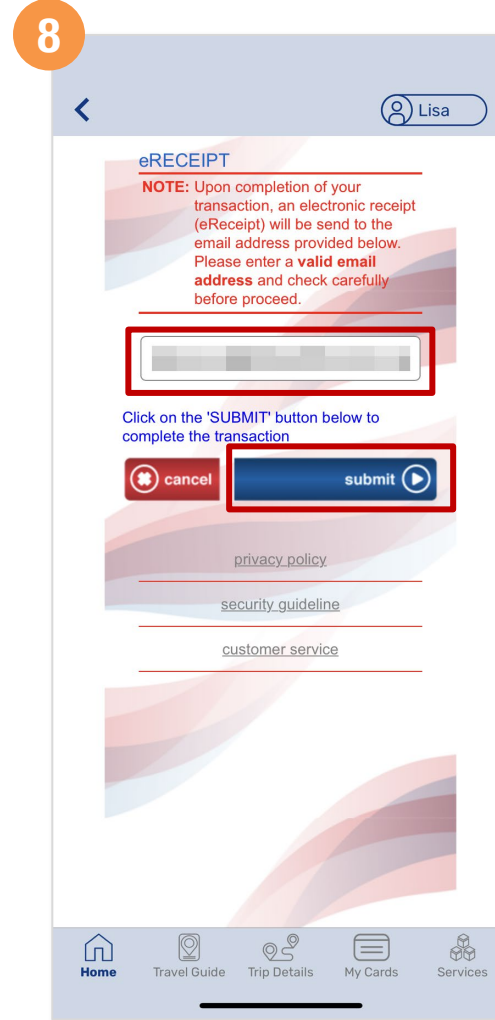 8
Lisa
eRECEIPT
NOTE: Upon completion of your
transaction, an electronic receipt
(eReceipt) will be send to the
email address provided below.
Please enter a valid email
address and check carefully
before proceed.
Click on the 'SUBMIT' button below to
complete the transaction
cancel submit
privacy policy
security guideline
customer service
Home Travel Guide Trip Details My Cards Services